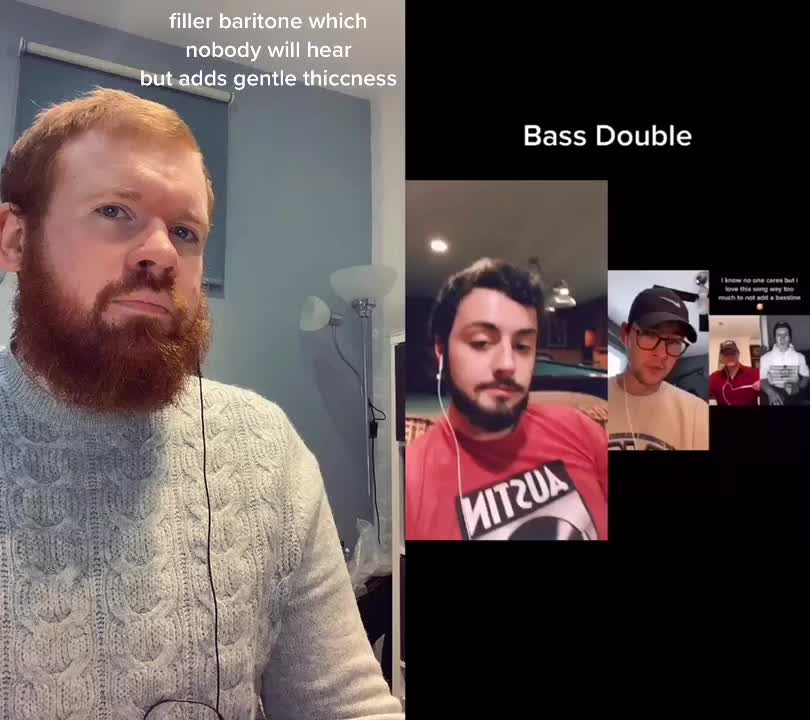 filler baritone which
nobody will hear
but adds gentle thiccness
Bass Double
I know no one cares but i
love this song way too
much to not add a bassline
AUSTIN